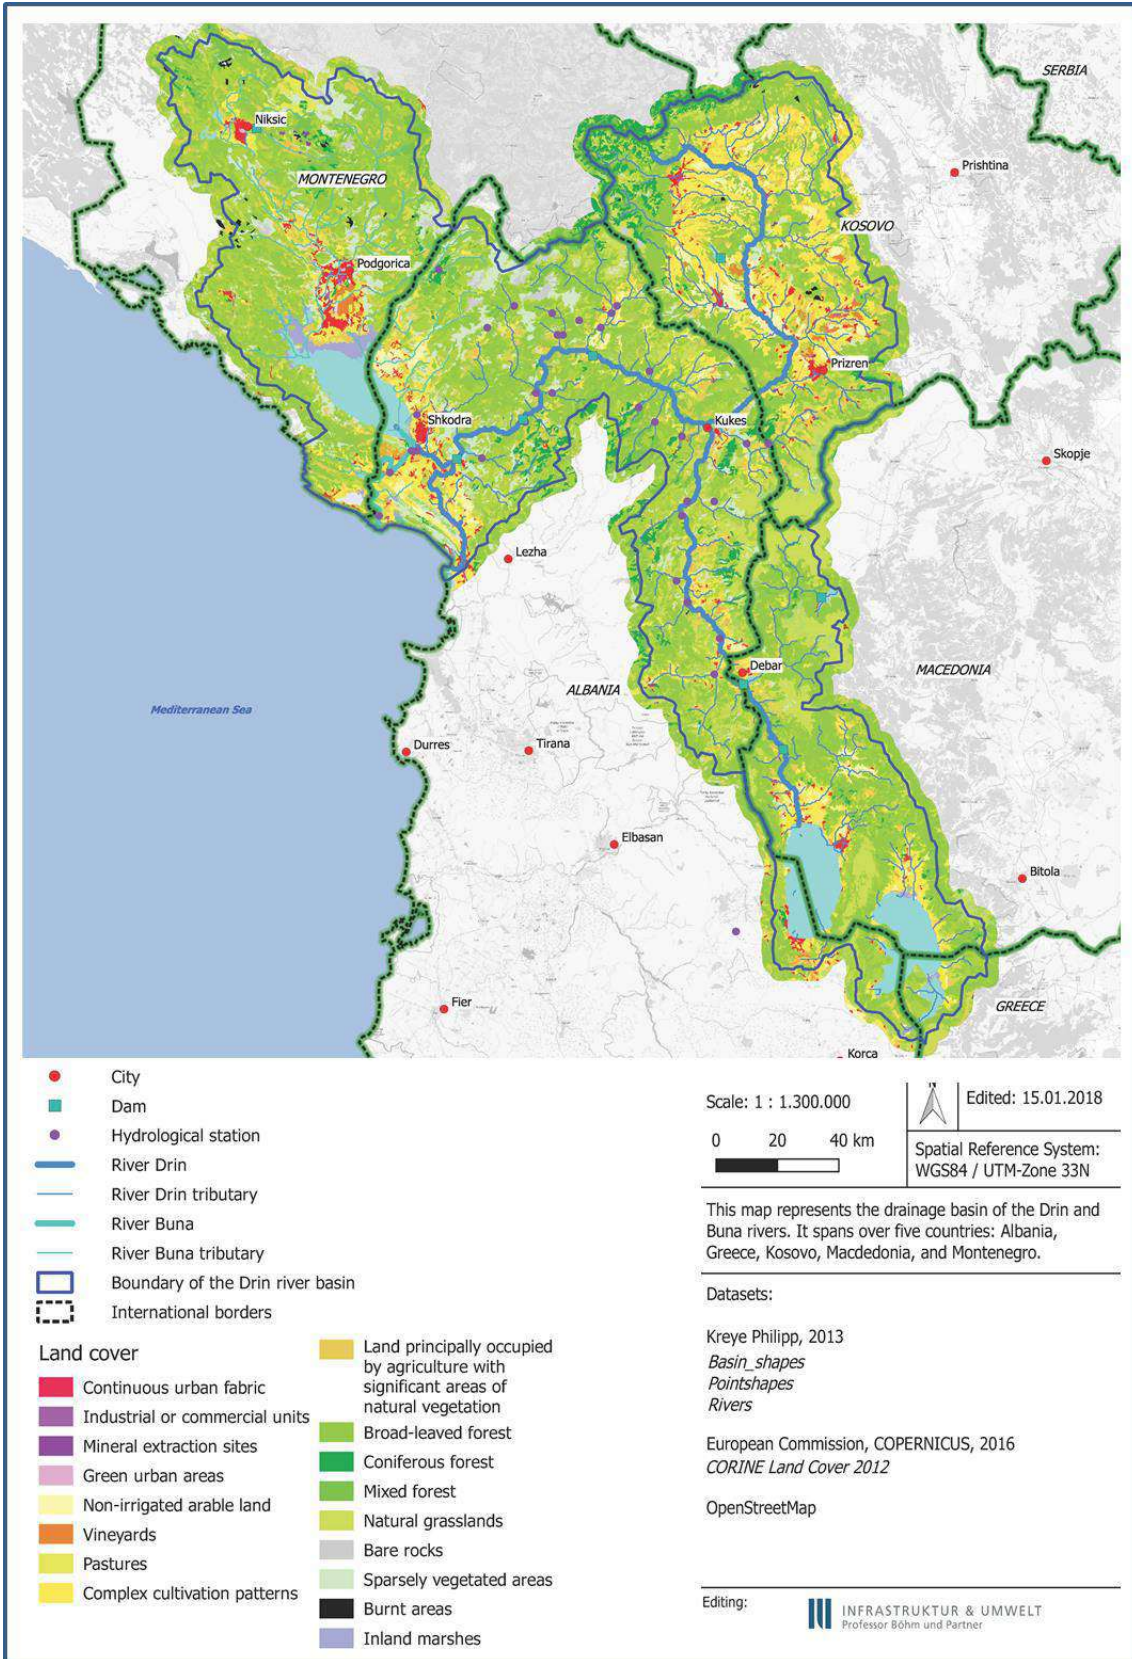 SERBIA
Niksic
Prishtina
MONTENEGRO
KOSOVO
Podgorica
Prizren
Shkodra
Kukes
Skopje
Lezha
Debar
MACEDONIA
ALBANIA
Mediterranean Sea
Durres
Tirana
Elbasan
Bitola
Fier
GREECE
Korca
City
Dam
Hydrological station
River Drin
River Drin tributary
River Buna
River Buna tributary
Boundary of the Drin river basin
International borders
Land cover
Continuous urban fabric
Industrial or commercial units
Mineral extraction sites
Green urban areas
Non-irrigated arable land
Vineyards
Pastures
Complex cultivation patterns
Land principally occupied
by agriculture with
significant areas of
natural vegetation
Broad-leaved forest
Coniferous forest
Mixed forest
Natural grasslands
Bare rocks
Sparsely vegetated areas
Burnt areas
Inland marshes
Scale: 1 : 1.300.000
0 20 40 km
N
Edited: 15.01.2018
Spatial Reference System:
WGS84 / UTM-Zone 33N
This map represents the drainage basin of the Drin and
Buna rivers. It spans over five countries: Albania,
Greece, Kosovo, Macdedonia, and Montenegro.
Datasets:
Kreye Philipp, 2013
Basin_shapes
Pointshapes
Rivers
European Commission, COPERNICUS, 2016
CORINE Land Cover 2012
OpenStreetMap
Editing:
INFRASTRUKTUR & UMWELT
Professor Böhm und Partner